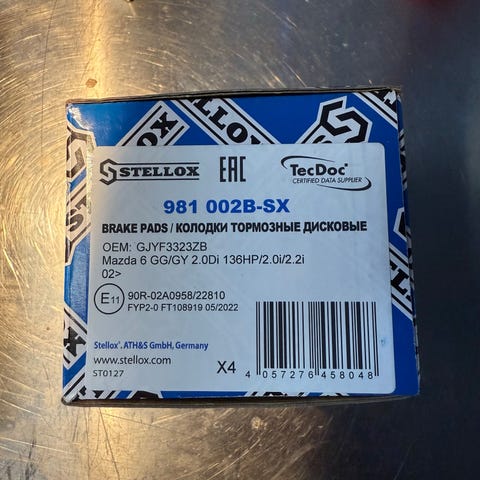 STELLOX
STELLOX
STELLOX
EAC
TecDoc®
CERTIFIED DATA SUPPLIER
981 002B-SX
BRAKE PADS / КОЛОДКИ ТОРМОЗНЫЕ ДИСКОВЫЕ
OEM: GJYF3323ZB
Mazda 6 GG/GY 2.0Di 136HP/2.0i/2.2i
02>
E11 90R-02A0958/22810
FYP2-0 FT108919 05/2022
Stellox®. ATH&S GmbH, Germany
www.stellox.com
ST0127
X4
4 057276 458048